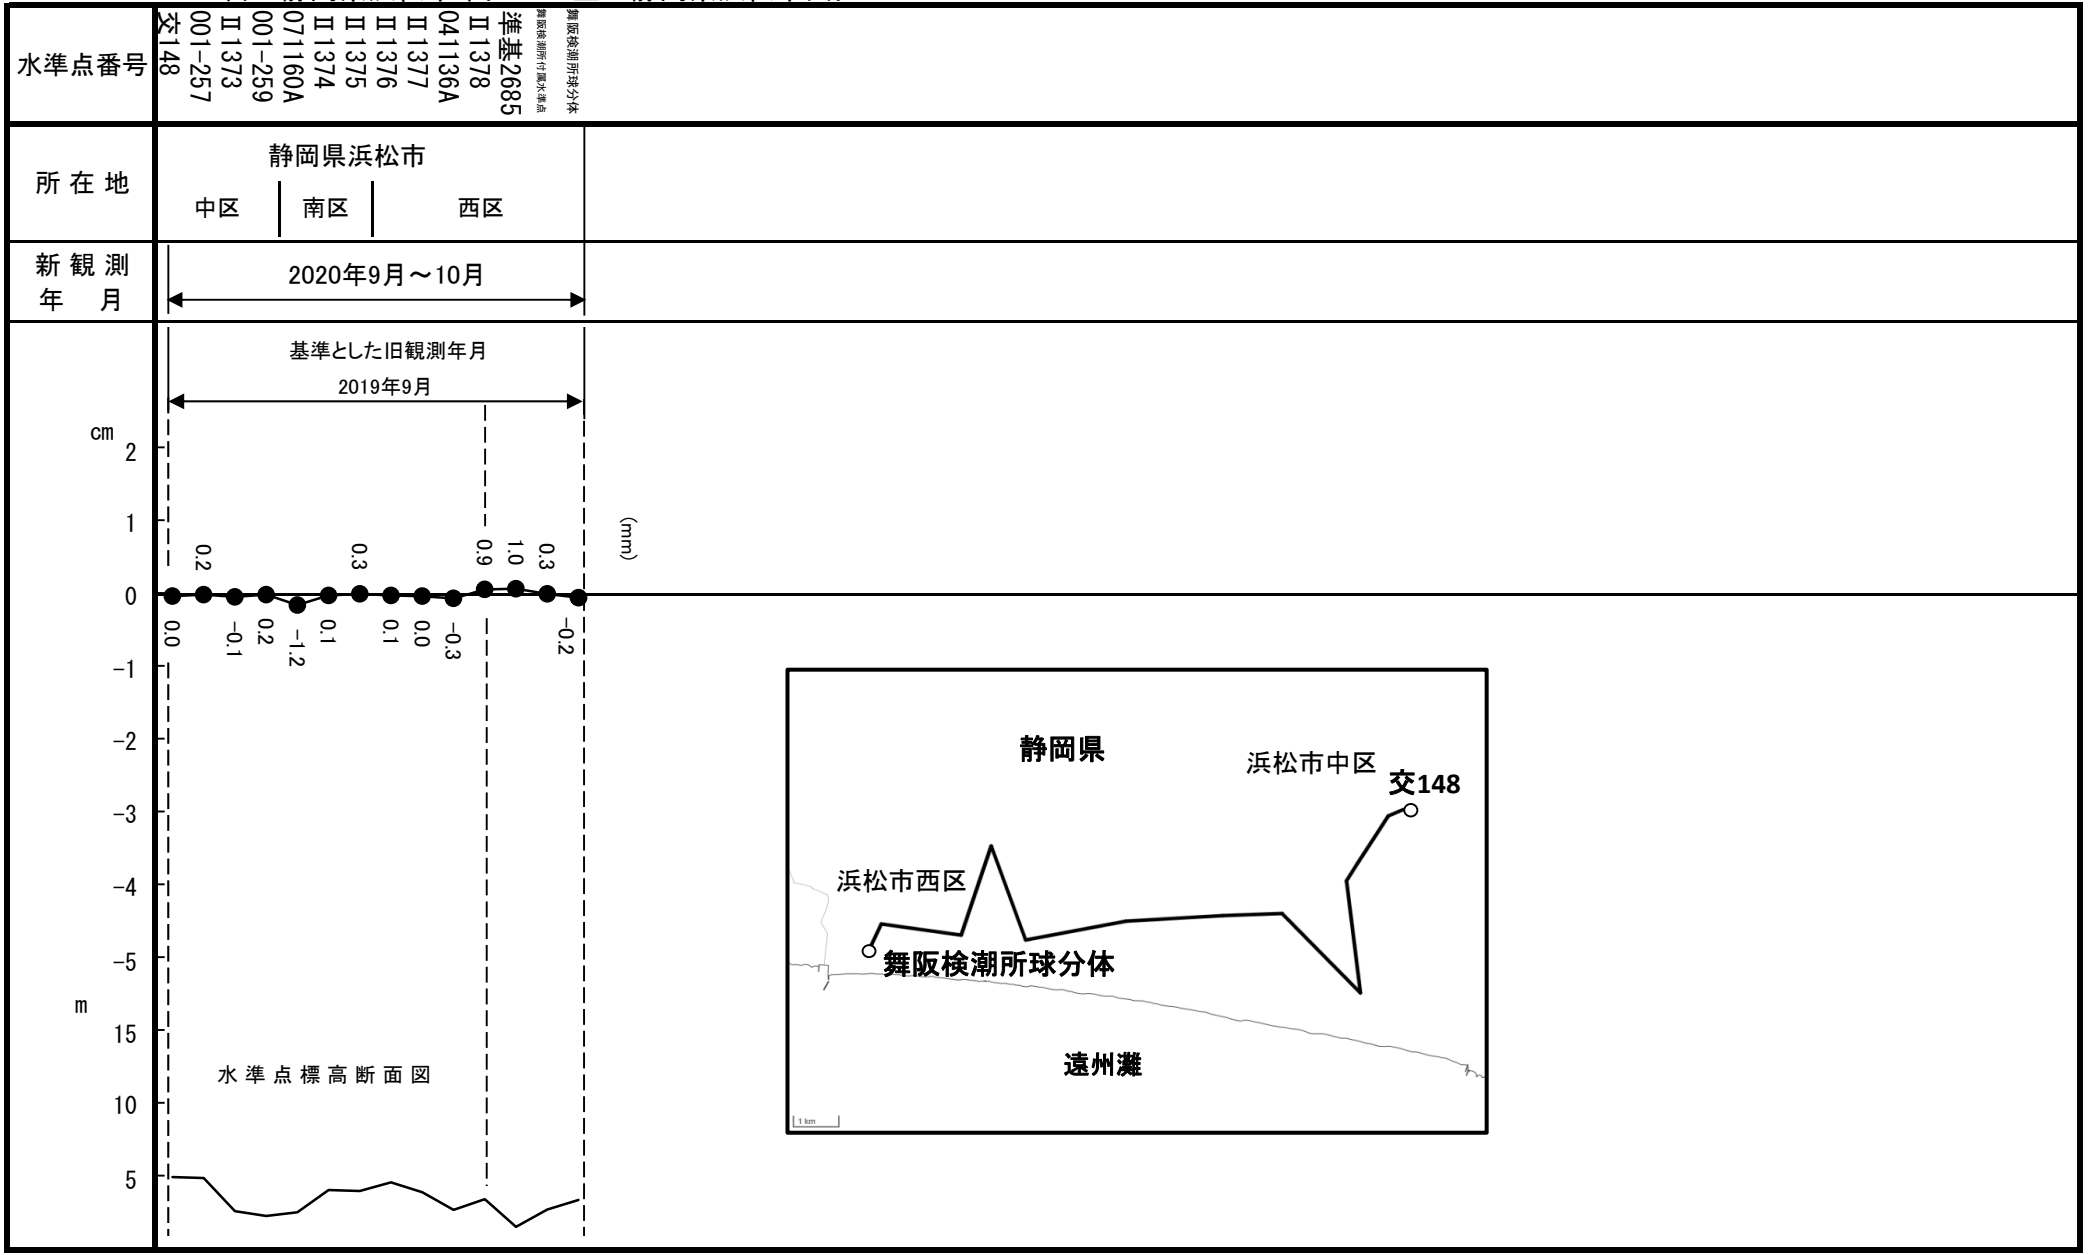 水準点番号
交148
001-257
Ⅱ1373
001-259
071160A
Ⅱ1374
Ⅱ1375
Ⅱ1376
Ⅱ1377
041136A
Ⅱ1378
準基2685
舞阪検潮所付属水準点
舞阪検潮所球分体
所在地
静岡県浜松市
中区
南区
西区
新観測
年 月
2020年9月～10月
基準とした旧観測年月
2019年9月
cm
2
1
0
-1
-2
-3
-4
-5
(mm)
0.0
0.2
-0.1
0.2
-1.2
0.1
0.3
0.1
0.0
-0.3
0.9
1.0
0.3
-0.2
m
15
10
5
水準点標高断面図
静岡県
浜松市中区
交148
浜松市西区
舞阪検潮所球分体
遠州灘
1 km